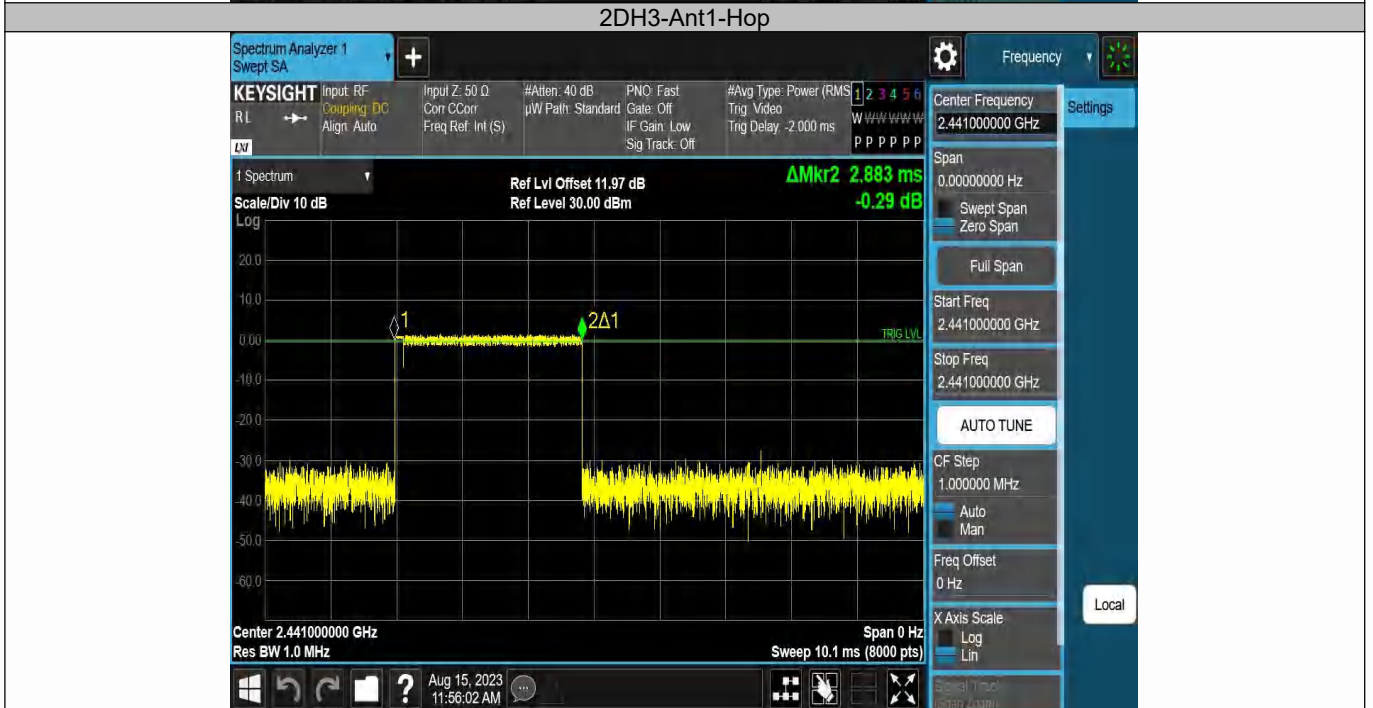 2DH3-Ant1-Hop
Spectrum Analyzer 1
Swept SA
Frequency
KEYSIGHT
RL
LXI
Input: RF
Coupling: DC
Align: Auto
Input Z: 50 Ω
Corr CCorr
Freq Ref: Int (S)
#Atten: 40 dB
µW Path: Standard
PNO: Fast
Gate: Off
IF Gain: Low
Sig Track: Off
#Avg Type: Power (RMS
Trig: Video
Trig Delay: -2.000 ms
1 2 3 4 5 6
W W W W W W
P P P P P P
Center Frequency
2.441000000 GHz
Settings
Span
0.00000000 Hz
Swept Span
Zero Span
Full Span
Start Freq
2.441000000 GHz
Stop Freq
2.441000000 GHz
AUTO TUNE
CF Step
1.000000 MHz
Auto
Man
Freq Offset
0 Hz
X Axis Scale
Log
Lin
Local
1 Spectrum
Scale/Div 10 dB
Ref Lvl Offset 11.97 dB
Ref Level 30.00 dBm
ΔMkr2 2.883 ms
-0.29 dB
Log
20.0
10.0
0.00
-10.0
-20.0
-30.0
-40.0
-50.0
-60.0
1
2Δ1
TRIG LVL
Center 2.441000000 GHz
Res BW 1.0 MHz
Span 0 Hz
Sweep 10.1 ms (8000 pts)
Aug 15, 2023
11:56:02 AM